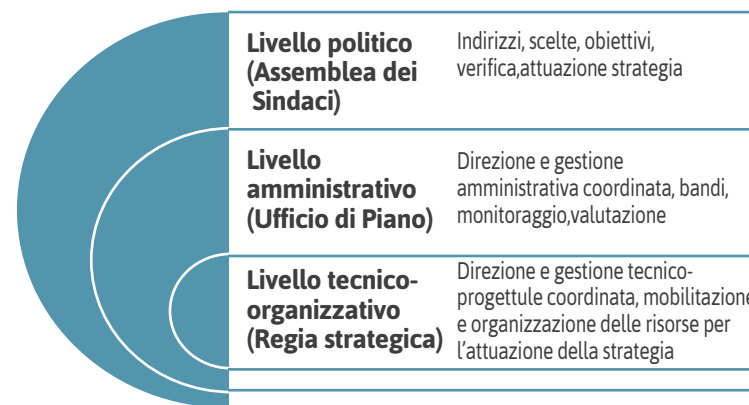 Livello politico
(Assemblea dei
Sindaci)
Indirizzi, scelte, obiettivi,
verifica,attuazione strategia
Livello
amministrativo
(Ufficio di Piano)
Direzione e gestione
amministrativa coordinata, bandi,
monitoraggio,valutazione
Livello tecnico-
organizzativo
(Regia strategica)
Direzione e gestione tecnico-
progettule coordinata, mobilitazione
e organizzazione delle risorse per
l’attuazione della strategia